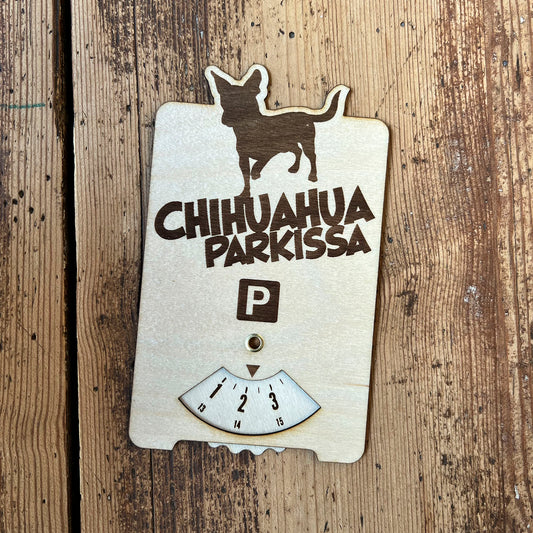 CHIHUAHUA
PARKISSA
P
1 2 3
13 14 15